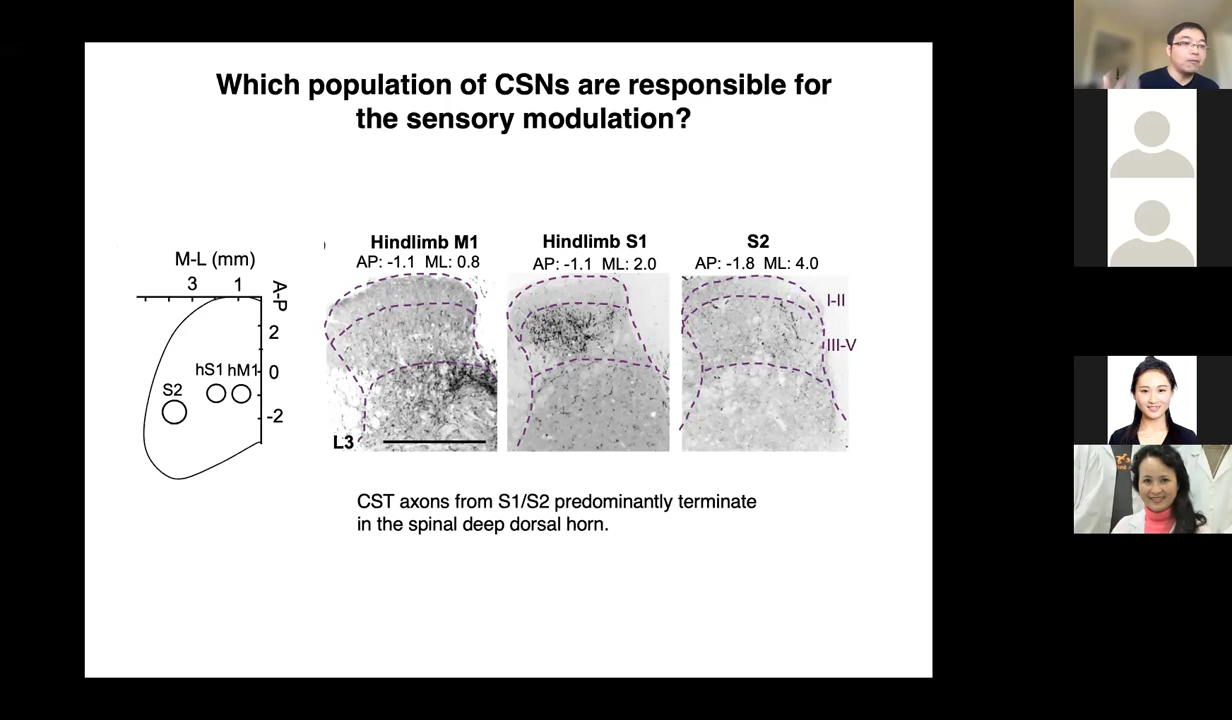 Which population of CSNs are responsible for
the sensory modulation?
M-L (mm)
3 1
A-P
2
0
-2
hS1 hM1
S2
Hindlimb M1
AP: -1.1 ML: 0.8
L3
Hindlimb S1
AP: -1.1 ML: 2.0
S2
AP: -1.8 ML: 4.0
I-II
III-V
CST axons from S1/S2 predominantly terminate
in the spinal deep dorsal horn.